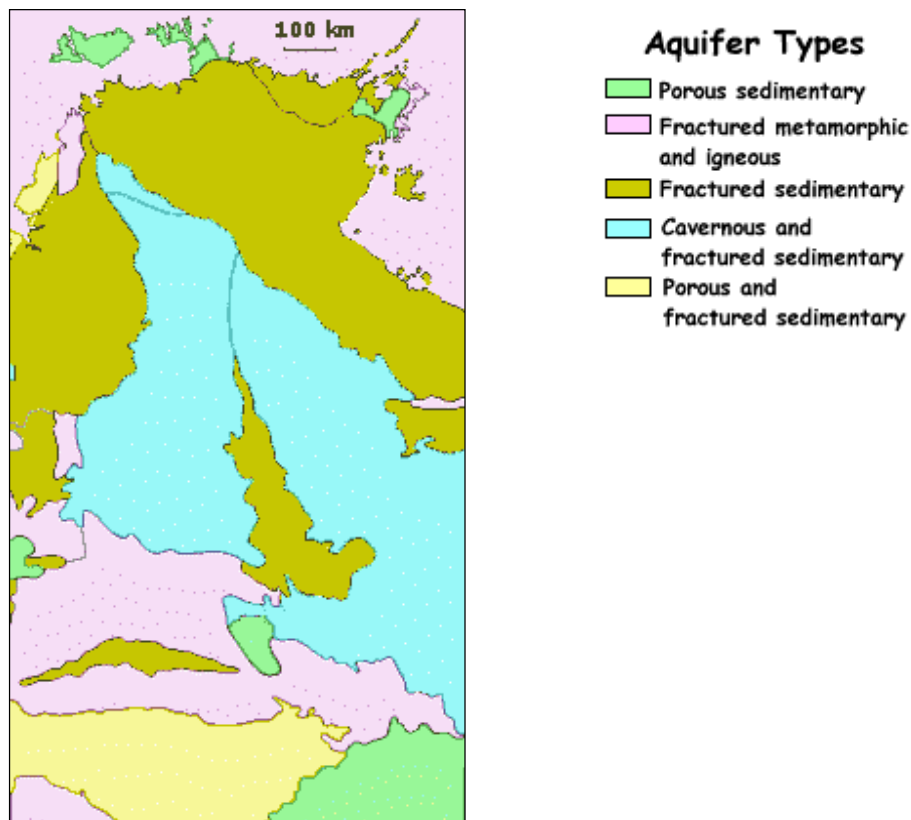 100 km
Aquifer Types
Porous sedimentary
Fractured metamorphic
and igneous
Fractured sedimentary
Cavernous and
fractured sedimentary
Porous and
fractured sedimentary